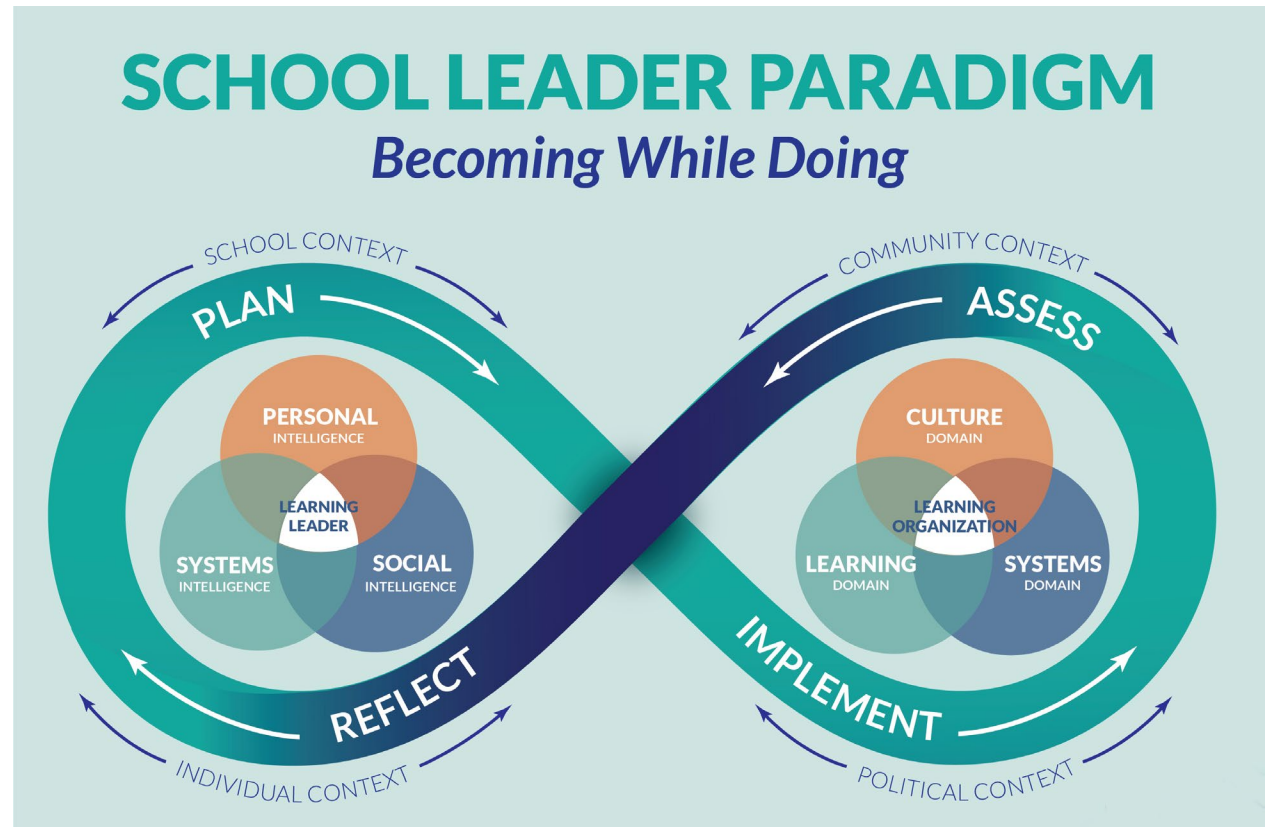 SCHOOL LEADER PARADIGM
Becoming While Doing
SCHOOL CONTEXT
PLAN
PERSONAL
INTELLIGENCE
LEARNING
LEADER
SYSTEMS
INTELLIGENCE
SOCIAL
INTELLIGENCE
REFLECT
INDIVIDUAL CONTEXT
COMMUNITY CONTEXT
ASSESS
CULTURE
DOMAIN
LEARNING
ORGANIZATION
LEARNING
DOMAIN
SYSTEMS
DOMAIN
IMPLEMENT
POLITICAL CONTEXT